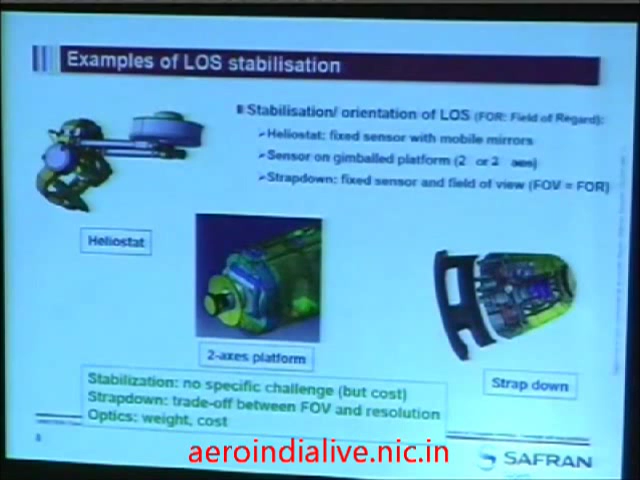 Examples of LOS stabilisation
Stabilisation/ orientation of LOS (FOR: Field of Regard):
➢Heliostat: fixed sensor with mobile mirrors
➢Sensor on gimballed platform (2 or
➢Strapdown: fixed sensor and field of view (FOV = FOR)
Heliostat
2-axes platform
Strap down
Stabilization: no specific challenge (but cost)
Strapdown: trade-off between FOV and resolution
Optics: weight, cost
8
SAFRAN
aeroindialive.nic.in